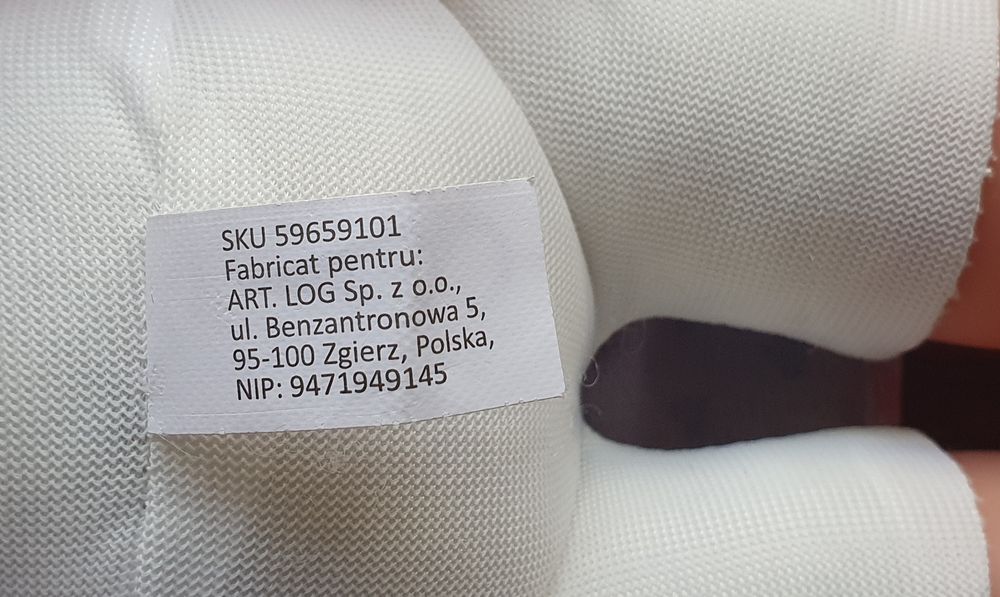 SKU 59659101
Fabricat pentru:
ART. LOG Sp. z o.o.,
ul. Benzantronowa 5,
95-100 Zgierz, Polska,
NIP: 9471949145